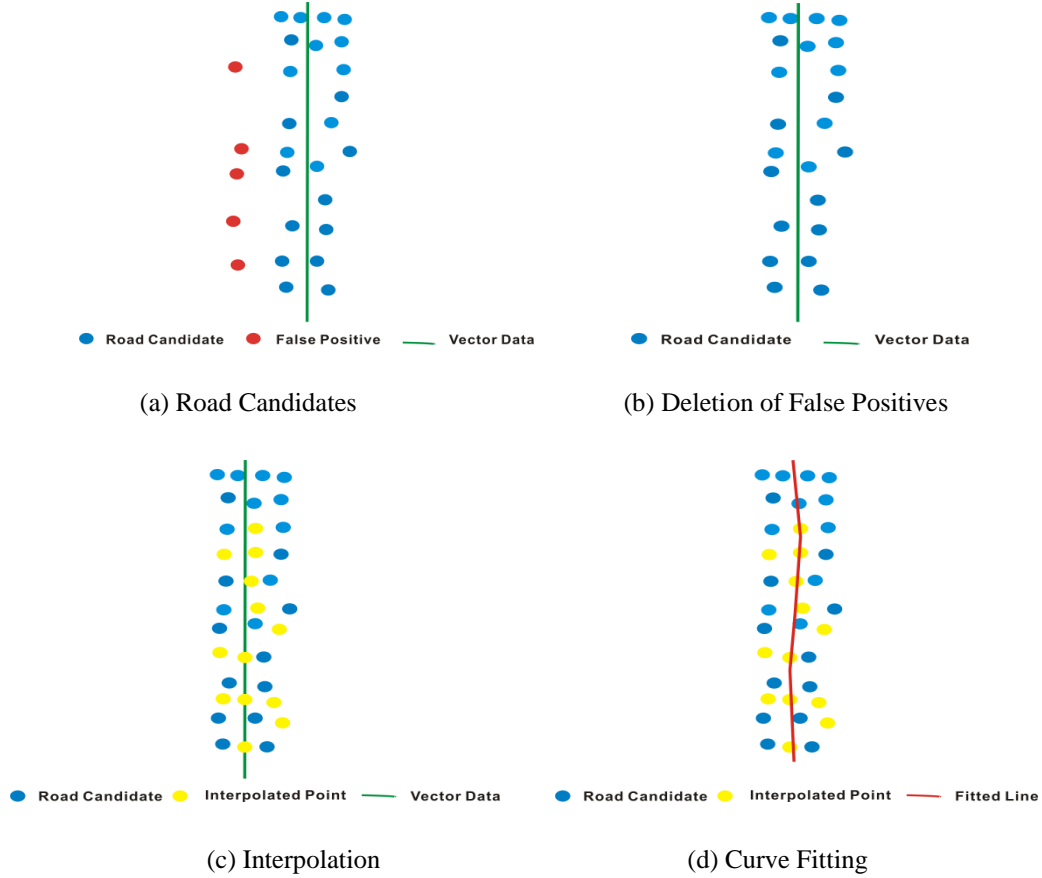 Road Candidate False Positive Vector Data
Road Candidate Vector Data
(a) Road Candidates
(b) Deletion of False Positives
Road Candidate Interpolated Point Vector Data
Road Candidate Interpolated Point Fitted Line
(c) Interpolation
(d) Curve Fitting